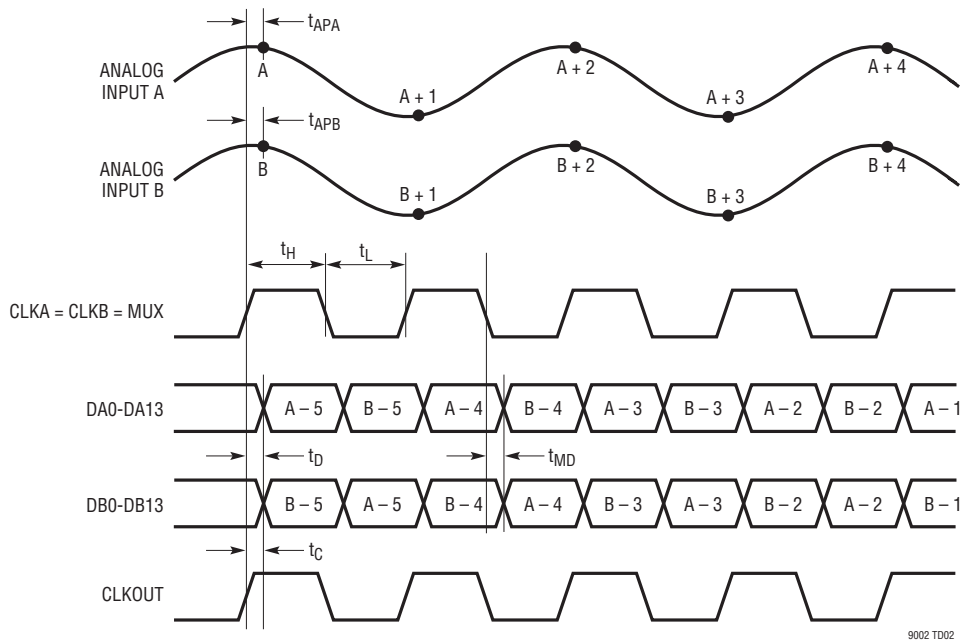 tAPA
ANALOG
INPUT A
A
A + 1
A + 2
A + 3
A + 4
tAPB
ANALOG
INPUT B
B
B + 1
B + 2
B + 3
B + 4
tH
tL
CLKA = CLKB = MUX
DA0-DA13
A – 5
B – 5
A – 4
B – 4
A – 3
B – 3
A – 2
B – 2
A – 1
tD
tMD
DB0-DB13
B – 5
A – 5
B – 4
A – 4
B – 3
A – 3
B – 2
A – 2
B – 1
tC
CLKOUT
9002 TD02